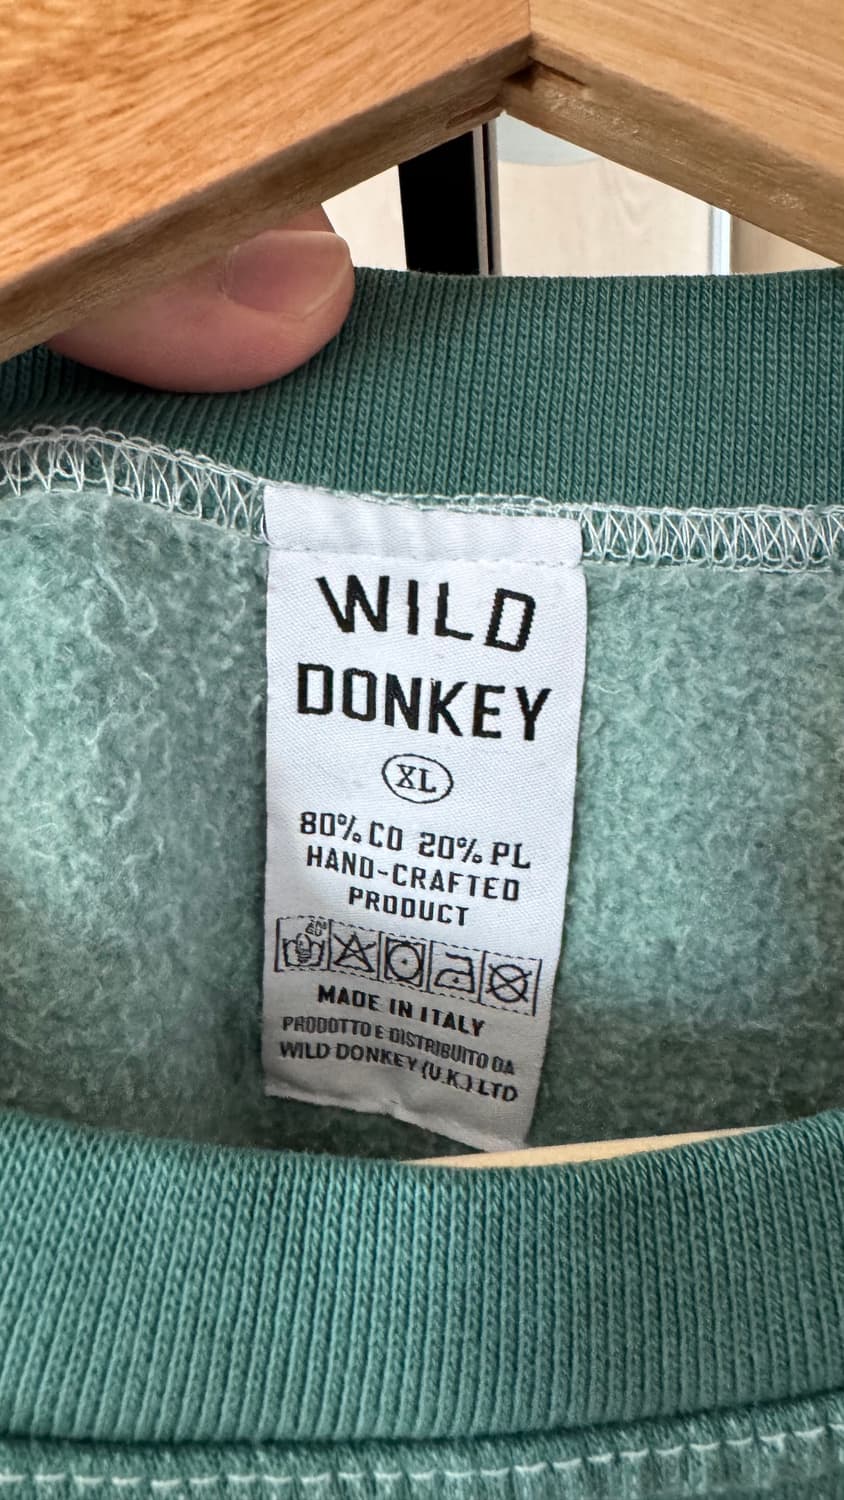 WILD
DONKEY
XL
80% CO 20% PL
HAND-CRAFTED
PRODUCT
MADE IN ITALY
PRODOTTO E DISTRIBUITO DA
WILD DONKEY (U.K.) LTD